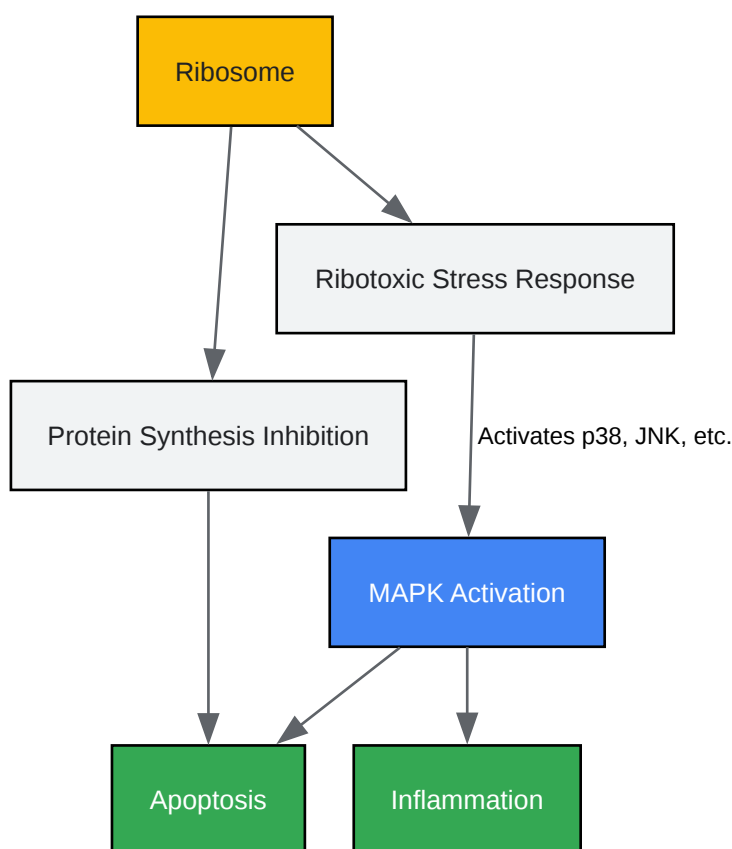 Ribosome
Ribotoxic Stress Response
Protein Synthesis Inhibition
Activates p38, JNK, etc.
MAPK Activation
Apoptosis
Inflammation